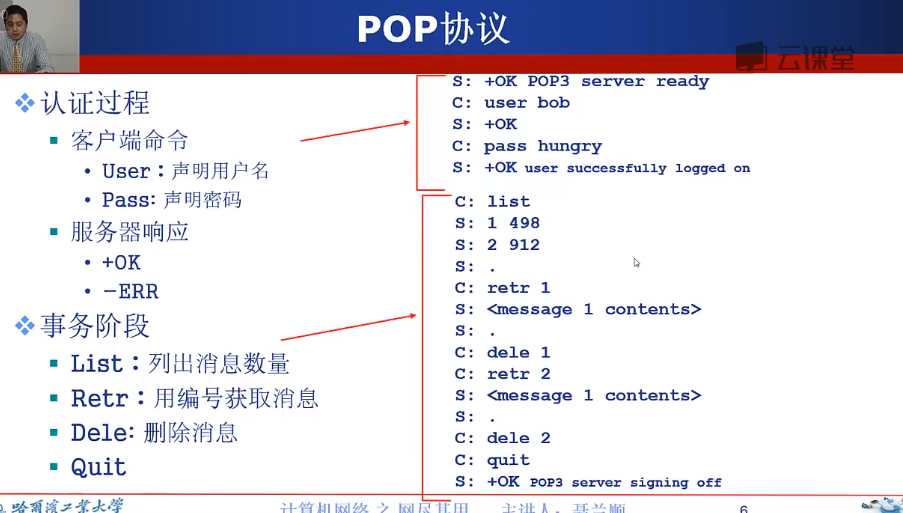 POP协议
云课堂
认证过程
客户端命令
User：声明用户名
Pass: 声明密码
服务器响应
+OK
-ERR
事务阶段
List：列出消息数量
Retr：用编号获取消息
Dele: 删除消息
Quit
S: +OK POP3 server ready
C: user bob
S: +OK
C: pass hungry
S: +OK user successfully logged on
C: list
S: 1 498
S: 2 912
S: .
C: retr 1
S: <message 1 contents>
S: .
C: dele 1
C: retr 2
S: <message 1 contents>
S: .
C: dele 2
C: quit
S: +OK POP3 server signing off
哈尔滨工业大学
计算机网络 之 网尽其用
主讲人：聂兰顺
6